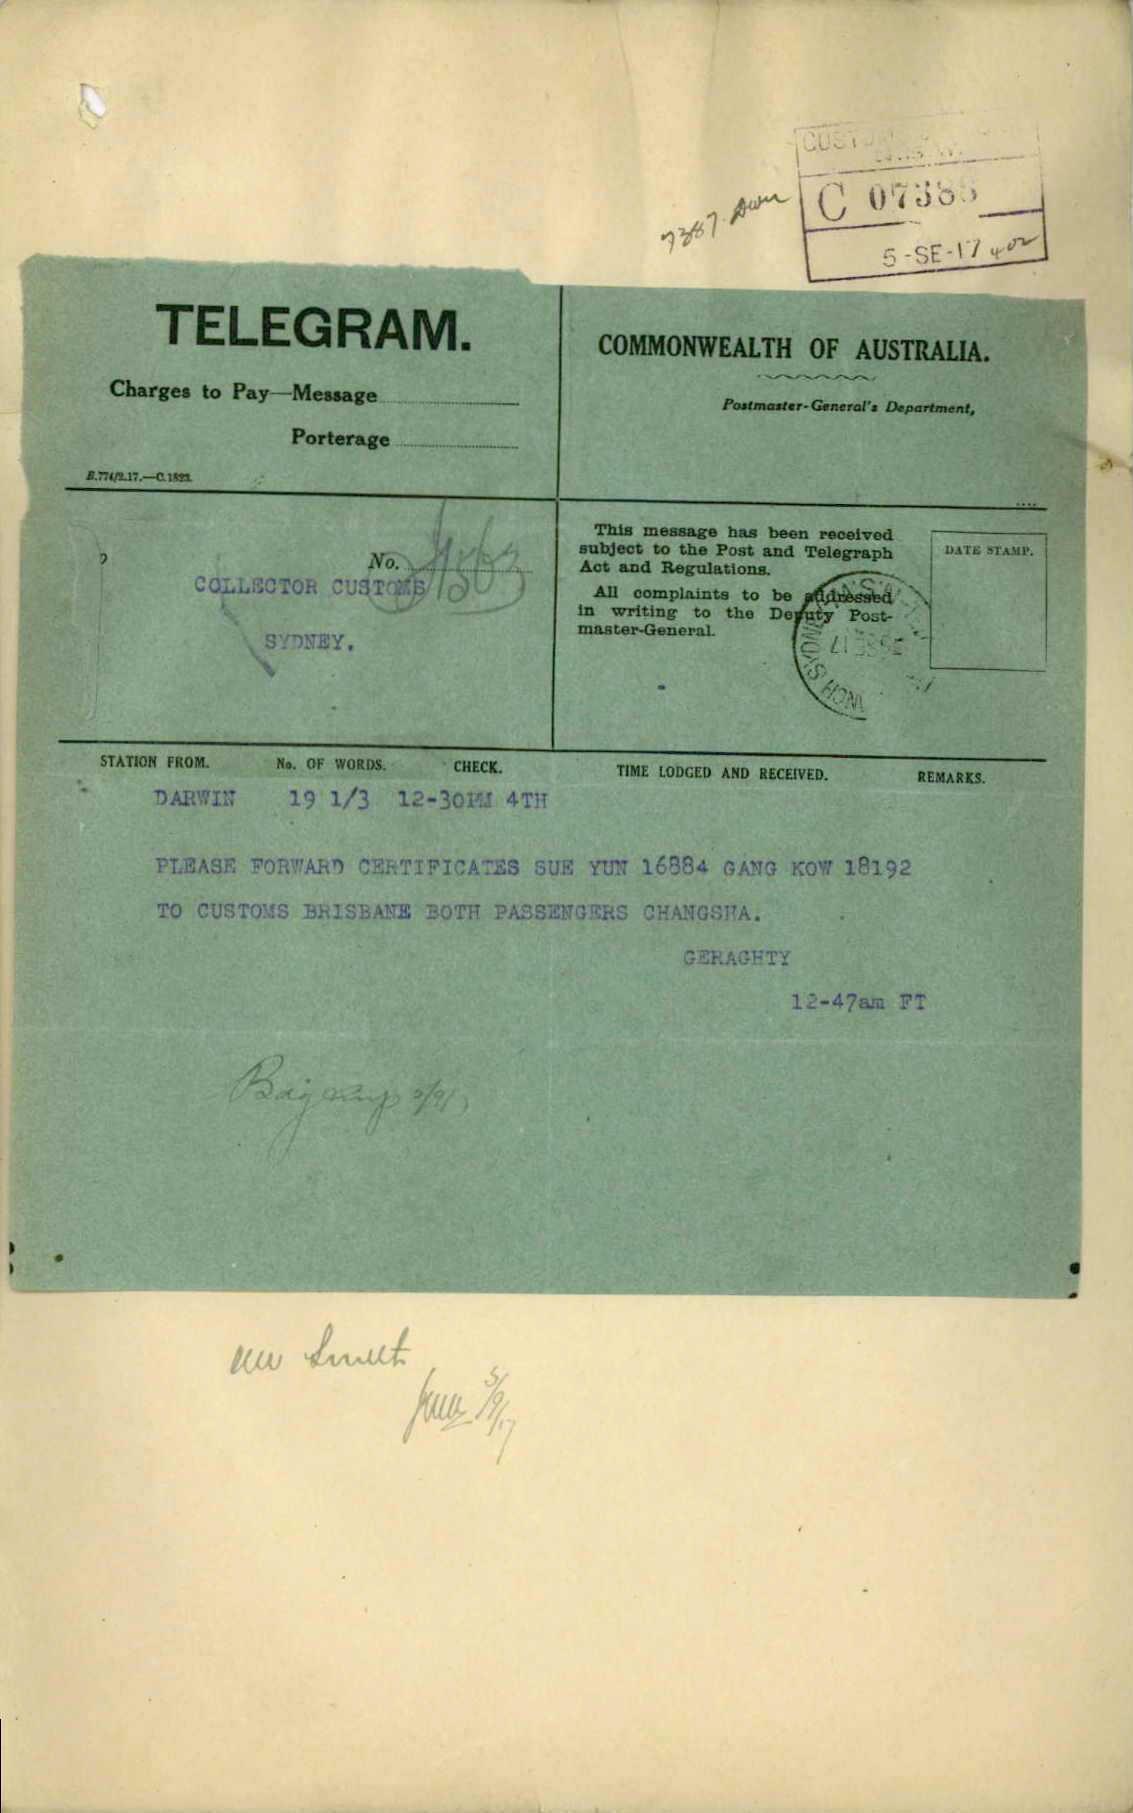 7387
C 07388
5-SE-17
TELEGRAM.
COMMONWEALTH OF AUSTRALIA.
Charges to Pay—Message
Postmaster-General's Department,
Porterage
B.774/2.17.—C.1823.
No.
COLLECTOR CUSTOMS
SYDNEY.
This message has been received
subject to the Post and Telegraph
Act and Regulations.
All complaints to be addressed
in writing to the Deputy Post-
master-General.
DATE STAMP.
STATION FROM. No. OF WORDS. CHECK. TIME LODGED AND RECEIVED. REMARKS.
DARWIN 19 1/3 12-30PM 4TH
PLEASE FORWARD CERTIFICATES SUE YUN 16884 GANG KOW 18192
TO CUSTOMS BRISBANE BOTH PASSENGERS CHANGSHA.
GERAGHTY
12-47am FT
5/9/17